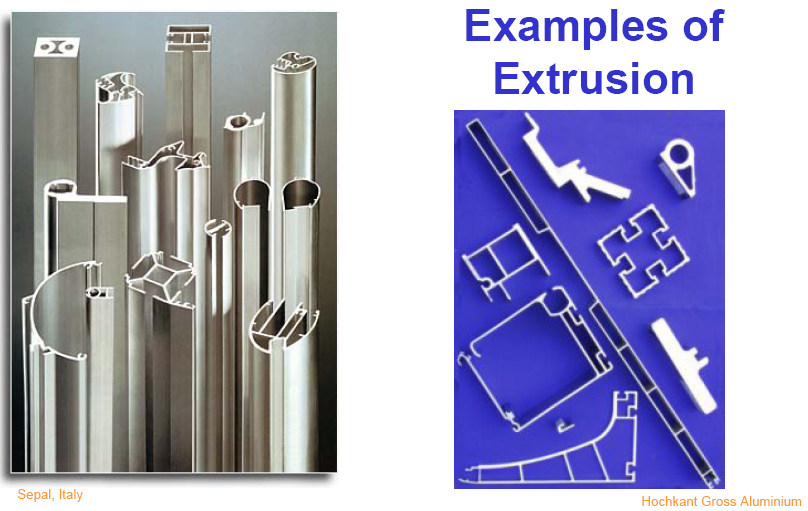 Examples of
Extrusion
Sepal, Italy
Hochkant Gross Aluminium